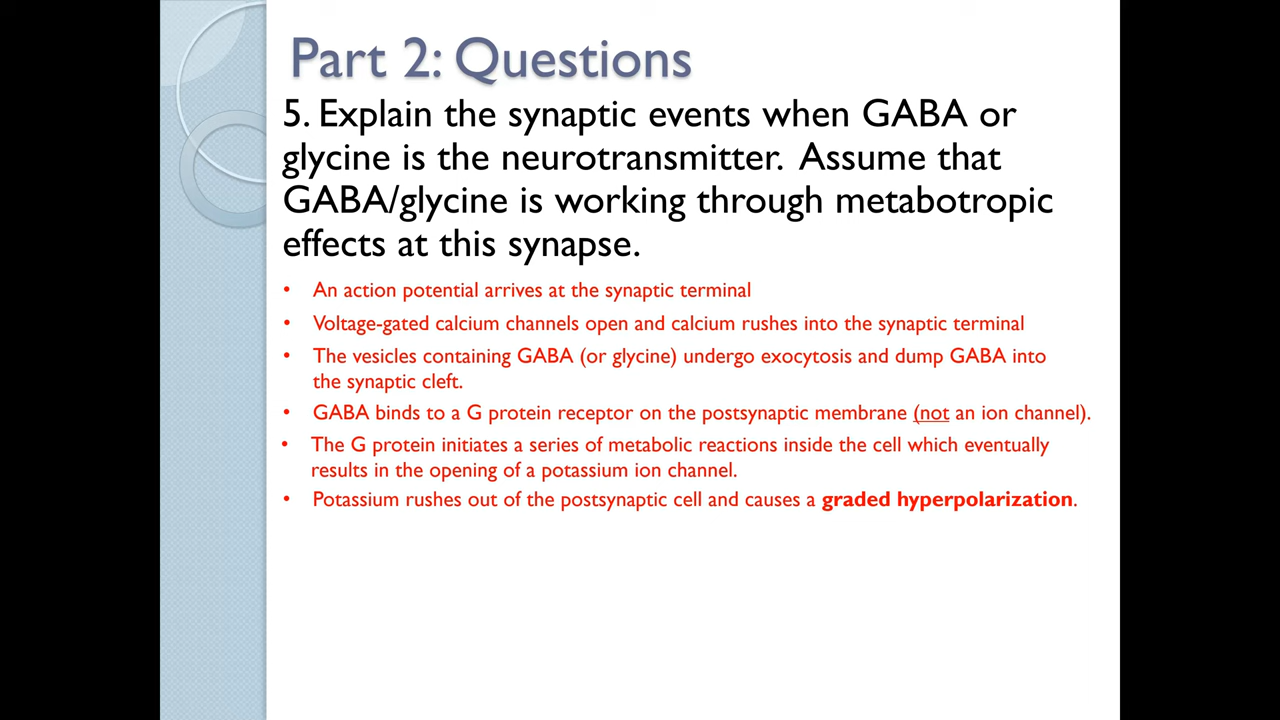 Part 2: Questions
5. Explain the synaptic events when GABA or
glycine is the neurotransmitter.  Assume that
GABA/glycine is working through metabotropic
effects at this synapse.
• An action potential arrives at the synaptic terminal
• Voltage-gated calcium channels open and calcium rushes into the synaptic terminal
• The vesicles containing GABA (or glycine) undergo exocytosis and dump GABA into
the synaptic cleft.
• GABA binds to a G protein receptor on the postsynaptic membrane (not an ion channel).
• The G protein initiates a series of metabolic reactions inside the cell which eventually
results in the opening of a potassium ion channel.
• Potassium rushes out of the postsynaptic cell and causes a graded hyperpolarization.